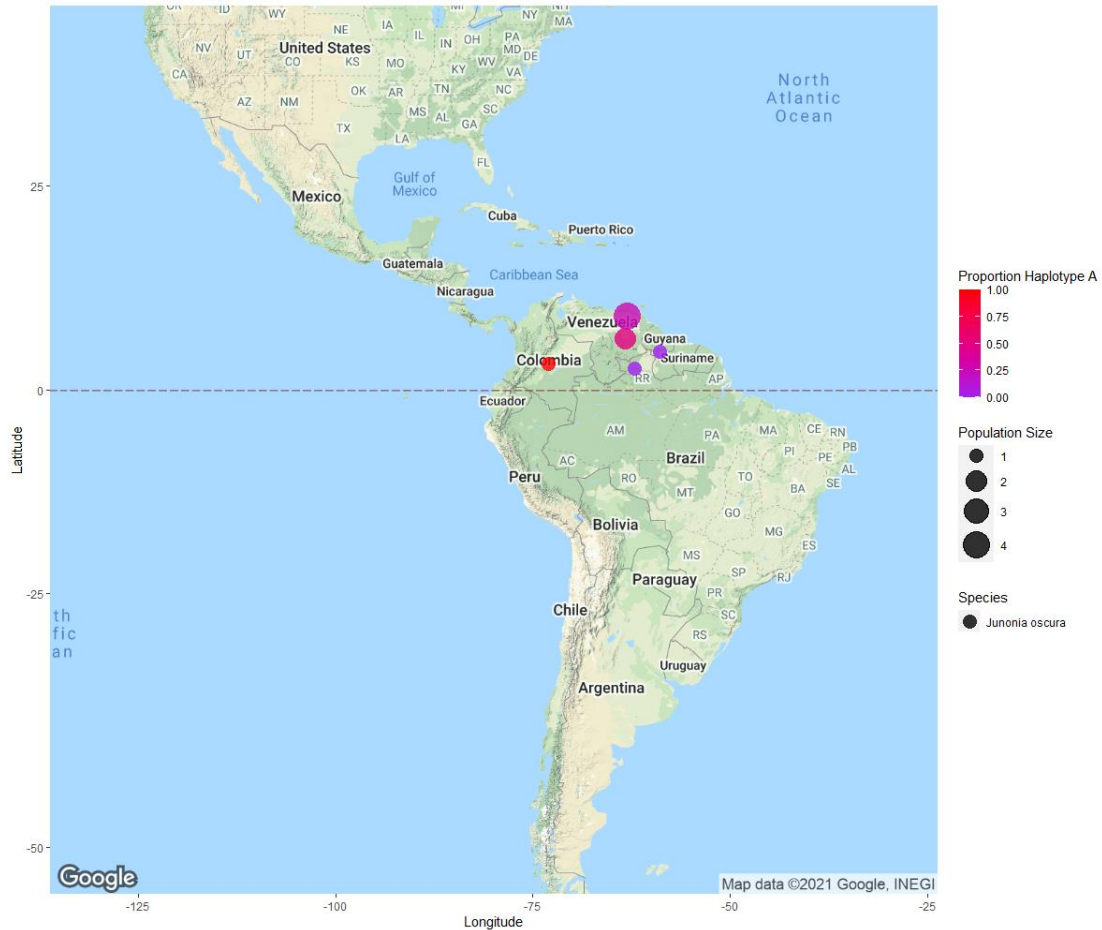 ID
WY
NE
IA
IL
IN
OH
PA
NY
MA
MD
DE
NV
UT
CO
United States
KS
MO
KY
WV
VA
CA
OK
AR
TN
NC
AZ
NM
MS
AL
SC
GA
TX
LA
FL
North
Atlantic
Ocean
Gulf of
Mexico
Mexico
Cuba
Puerto Rico
Guatemala
Caribbean Sea
Nicaragua
Venezuela
Guyana
Suriname
Colombia
RR
AP
Ecuador
AM
PA
MA
CE
RN
PB
PI
PE
AL
SE
AC
Brazil
Peru
RO
TO
BA
MT
GO
Bolivia
MG
ES
MS
SP
RJ
Paraguay
PR
SC
Chile
RS
Uruguay
Argentina
th
fic
an
Google
Map data ©2021 Google, INEGI
Latitude
25
0
-25
-50
-125
-100
-75
-50
-25
Longitude
Proportion Haplotype A
1.00
0.75
0.50
0.25
0.00
Population Size
1
2
3
4
Species
Junonia oscura